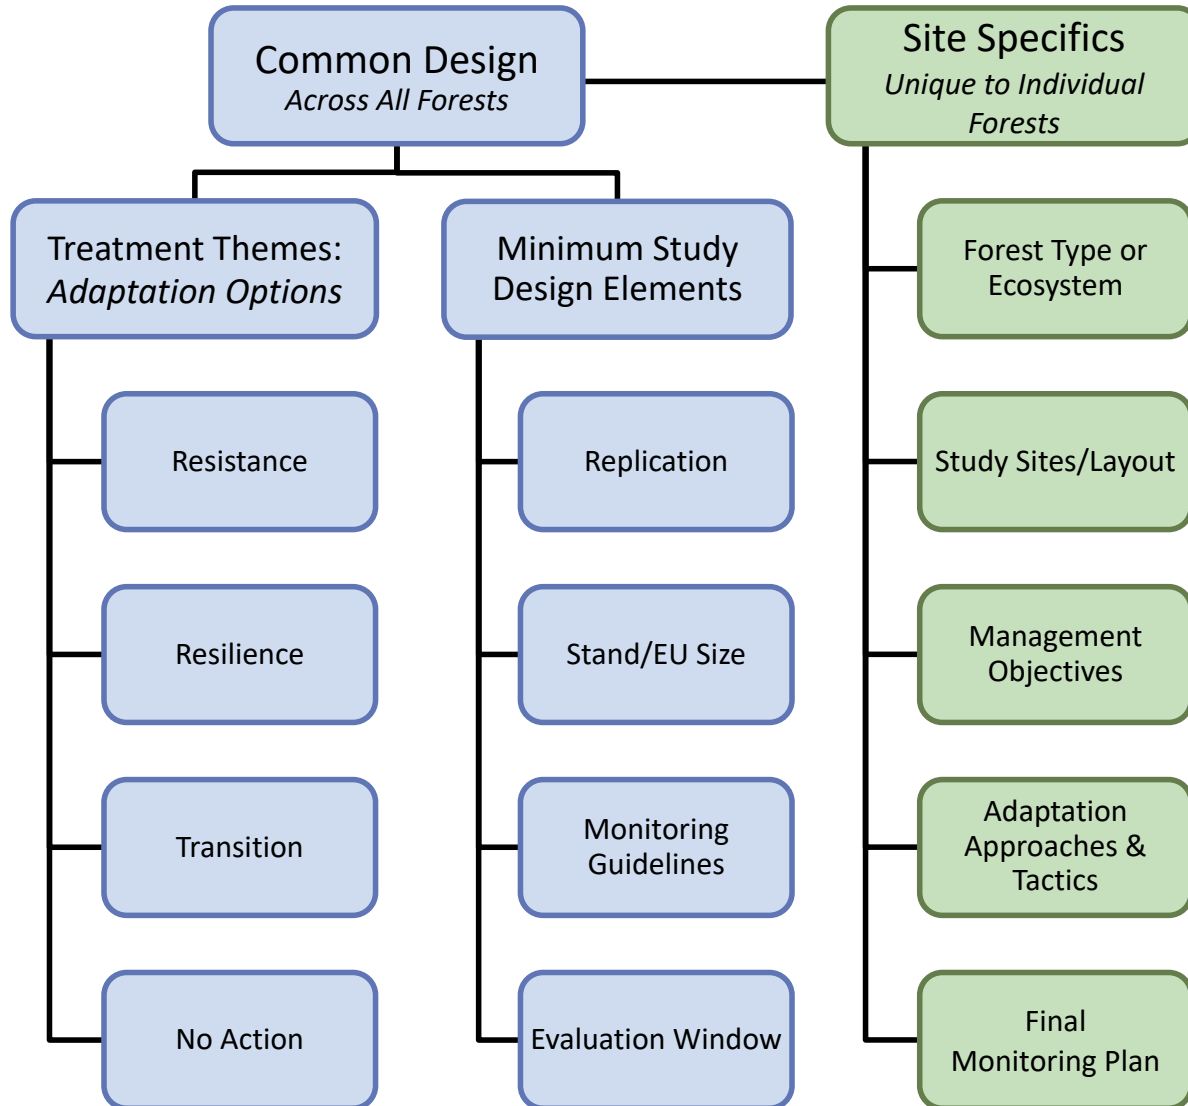 Common Design
Across All Forests
Site Specifics
Unique to Individual
Forests
Treatment Themes:
Adaptation Options
Resistance
Resilience
Transition
No Action
Minimum Study
Design Elements
Replication
Stand/EU Size
Monitoring
Guidelines
Evaluation Window
Forest Type or
Ecosystem
Study Sites/Layout
Management
Objectives
Adaptation
Approaches &
Tactics
Final
Monitoring Plan